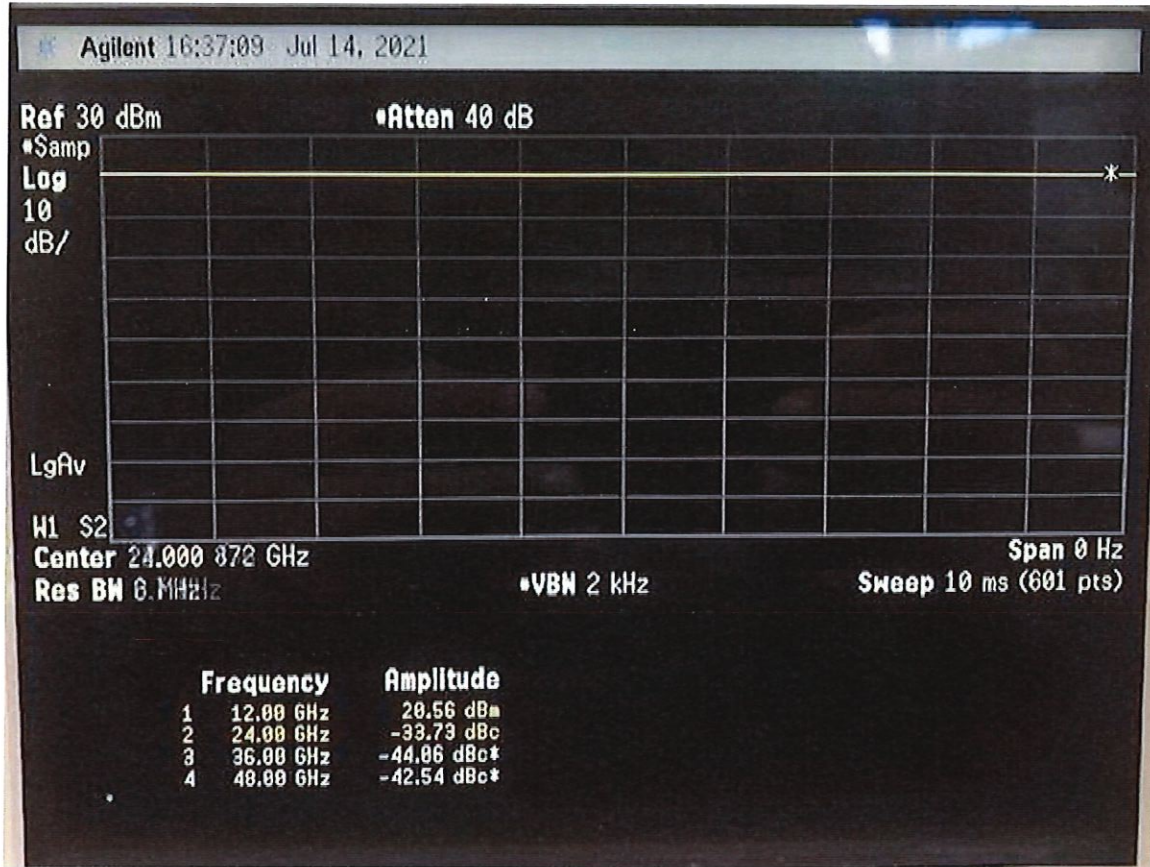 Agilent 16:37:09 Jul 14, 2021
Ref 30 dBm #Atten 40 dB
#Samp
Log
10
dB/
LgAv
W1 S2
Center 24.000 872 GHz Span 0 Hz
Res BW #VBW 2 kHz Sweep 10 ms (601 pts)
Frequency Amplitude
1 12.00 GHz 20.56 dBm
2 24.00 GHz -33.73 dBc
3 36.00 GHz -44.06 dBc*
4 48.00 GHz -42.54 dBc*